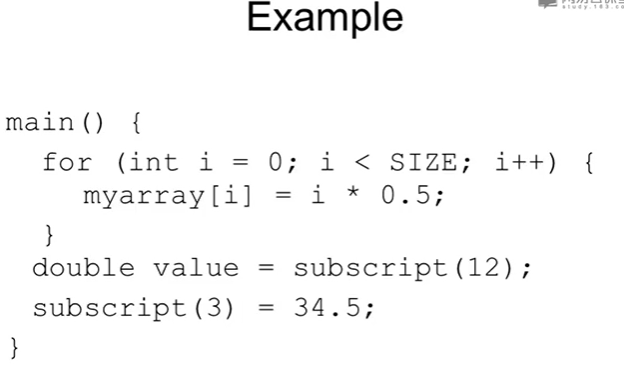 Example
main() {
for (int i = 0; i < SIZE; i++) {
myarray[i] = i * 0.5;
}
double value = subscript(12);
subscript(3) = 34.5;
}